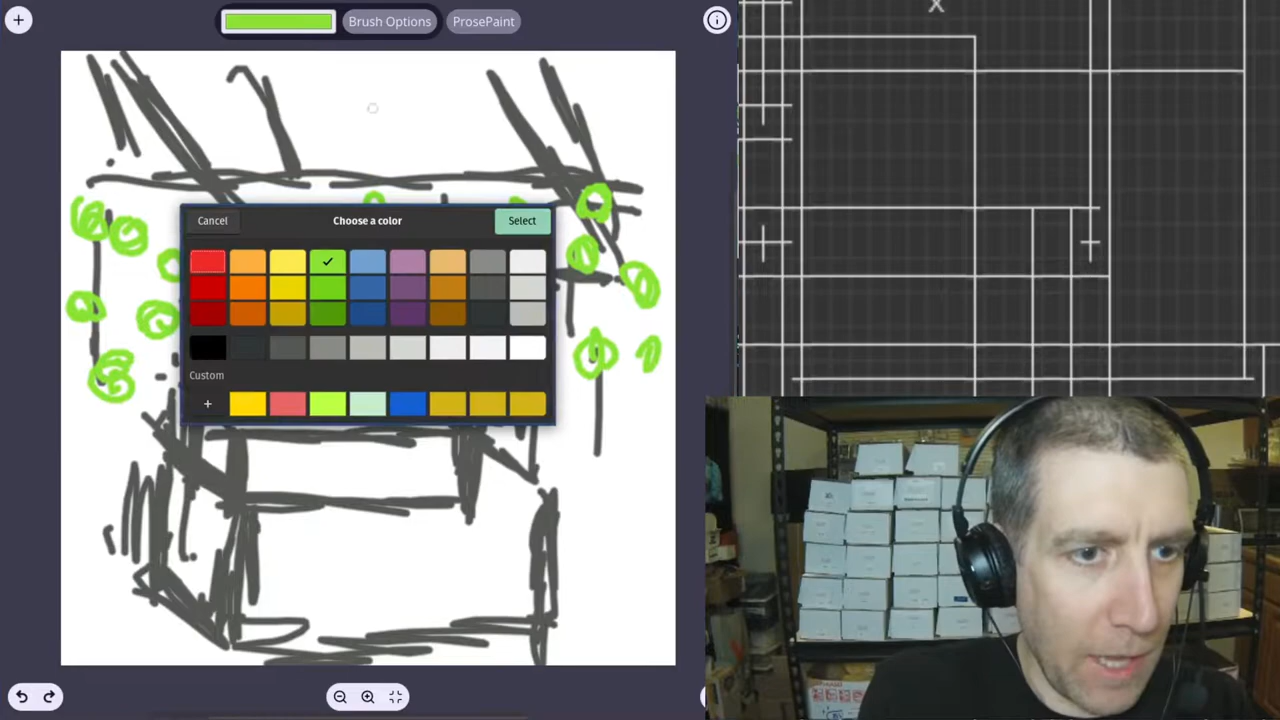 Brush Options
ProsePaint
Cancel
Choose a color
Select
Custom
+
X